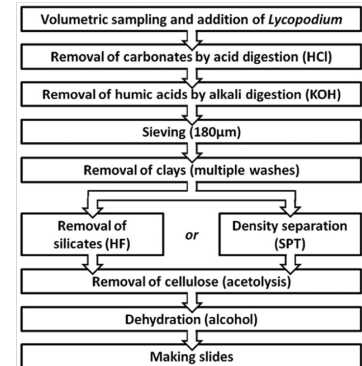 Volumetric sampling and addition of Lycopodium
Removal of carbonates by acid digestion (HCl)
Removal of humic acids by alkali digestion (KOH)
Sieving (180µm)
Removal of clays (multiple washes)
Removal of
silicates (HF)
or
Density separation
(SPT)
Removal of cellulose (acetolysis)
Dehydration (alcohol)
Making slides